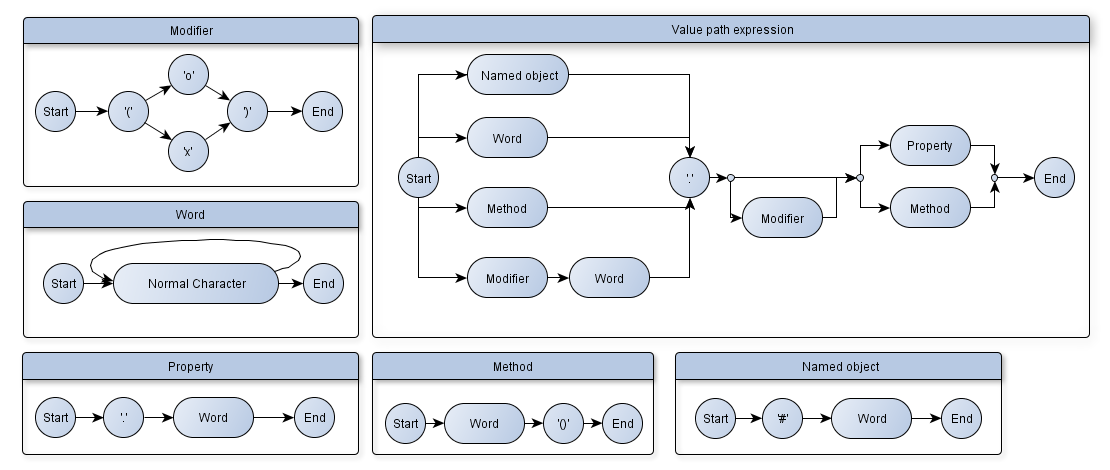 Modifier
Start
'('
'o'
'x'
')'
End
Word
Start
Normal Character
End
Property
Start
'.'
Word
End
Value path expression
Start
Named object
Word
Method
Modifier
Word
'.'
Modifier
Property
Method
End
Method
Start
Word
'()'
End
Named object
Start
'#'
Word
End